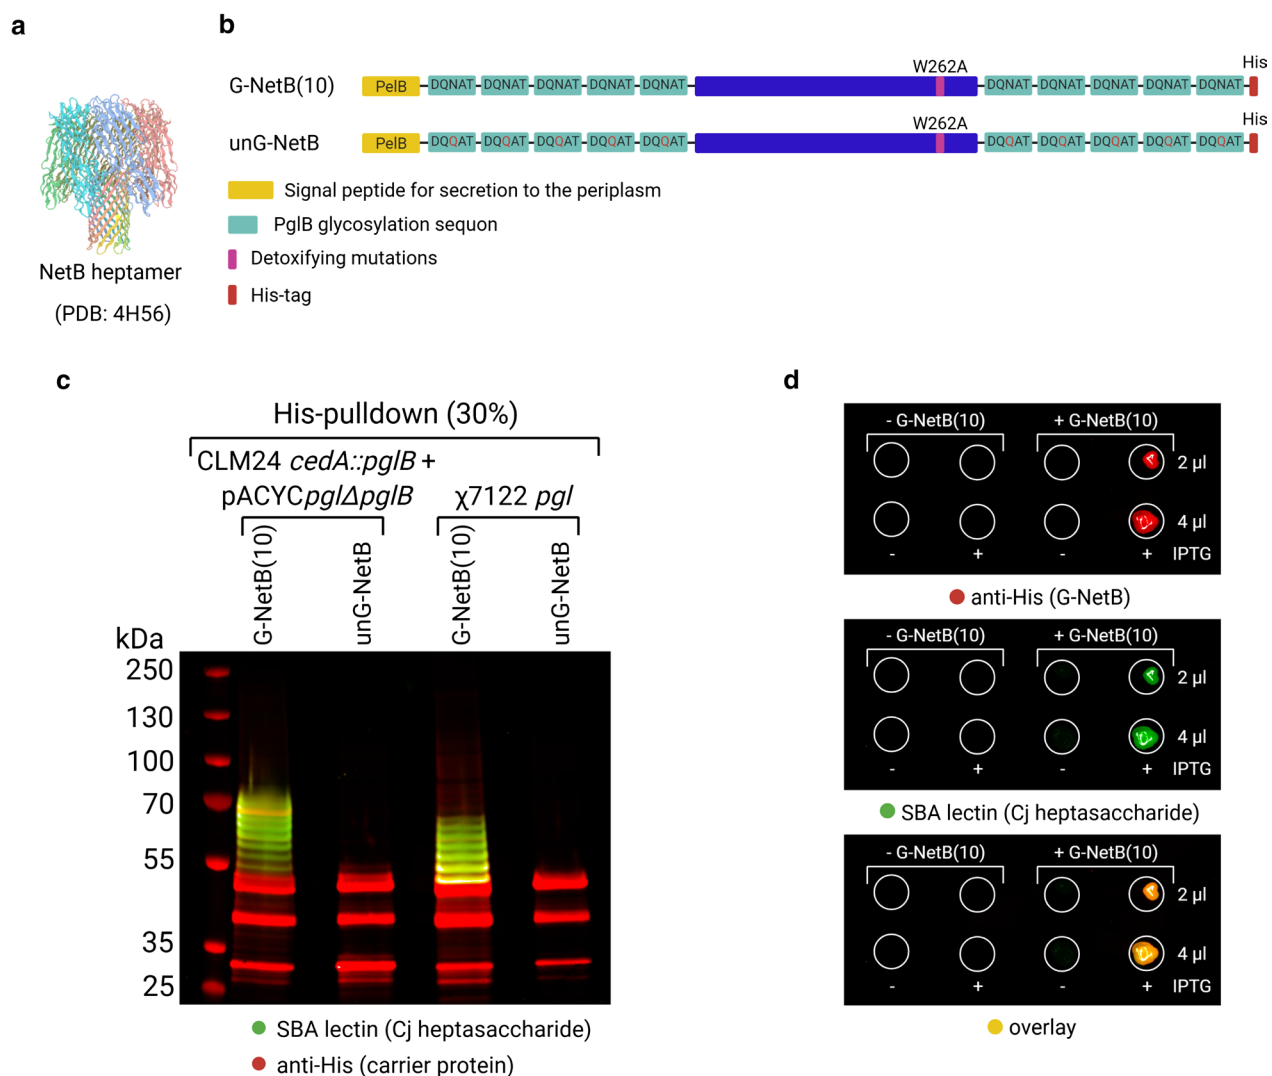 a
NetB heptamer
(PDB: 4H56)
b
W262A
His
G-NetB(10)
PelB DQNAT DQNAT DQNAT DQNAT DQNAT DQNAT DQNAT DQNAT DQNAT DQNAT
W262A
His
unG-NetB
PelB DQQAT DQQAT DQQAT DQQAT DQQAT DQQAT DQQAT DQQAT DQQAT DQQAT
Signal peptide for secretion to the periplasm
PglB glycosylation sequon
Detoxifying mutations
His-tag
c
His-pulldown (30%)
CLM24 cedA::pglB +
pACYCpglΔpglB
χ7122 pgl
G-NetB(10)
unG-NetB
G-NetB(10)
unG-NetB
kDa
250
130
100
70
55
35
25
SBA lectin (Cj heptasaccharide)
anti-His (carrier protein)
d
- G-NetB(10) + G-NetB(10)
2 µl
4 µl
- + - + IPTG
anti-His (G-NetB)
- G-NetB(10) + G-NetB(10)
2 µl
4 µl
- + - + IPTG
SBA lectin (Cj heptasaccharide)
- G-NetB(10) + G-NetB(10)
2 µl
4 µl
- + - + IPTG
overlay